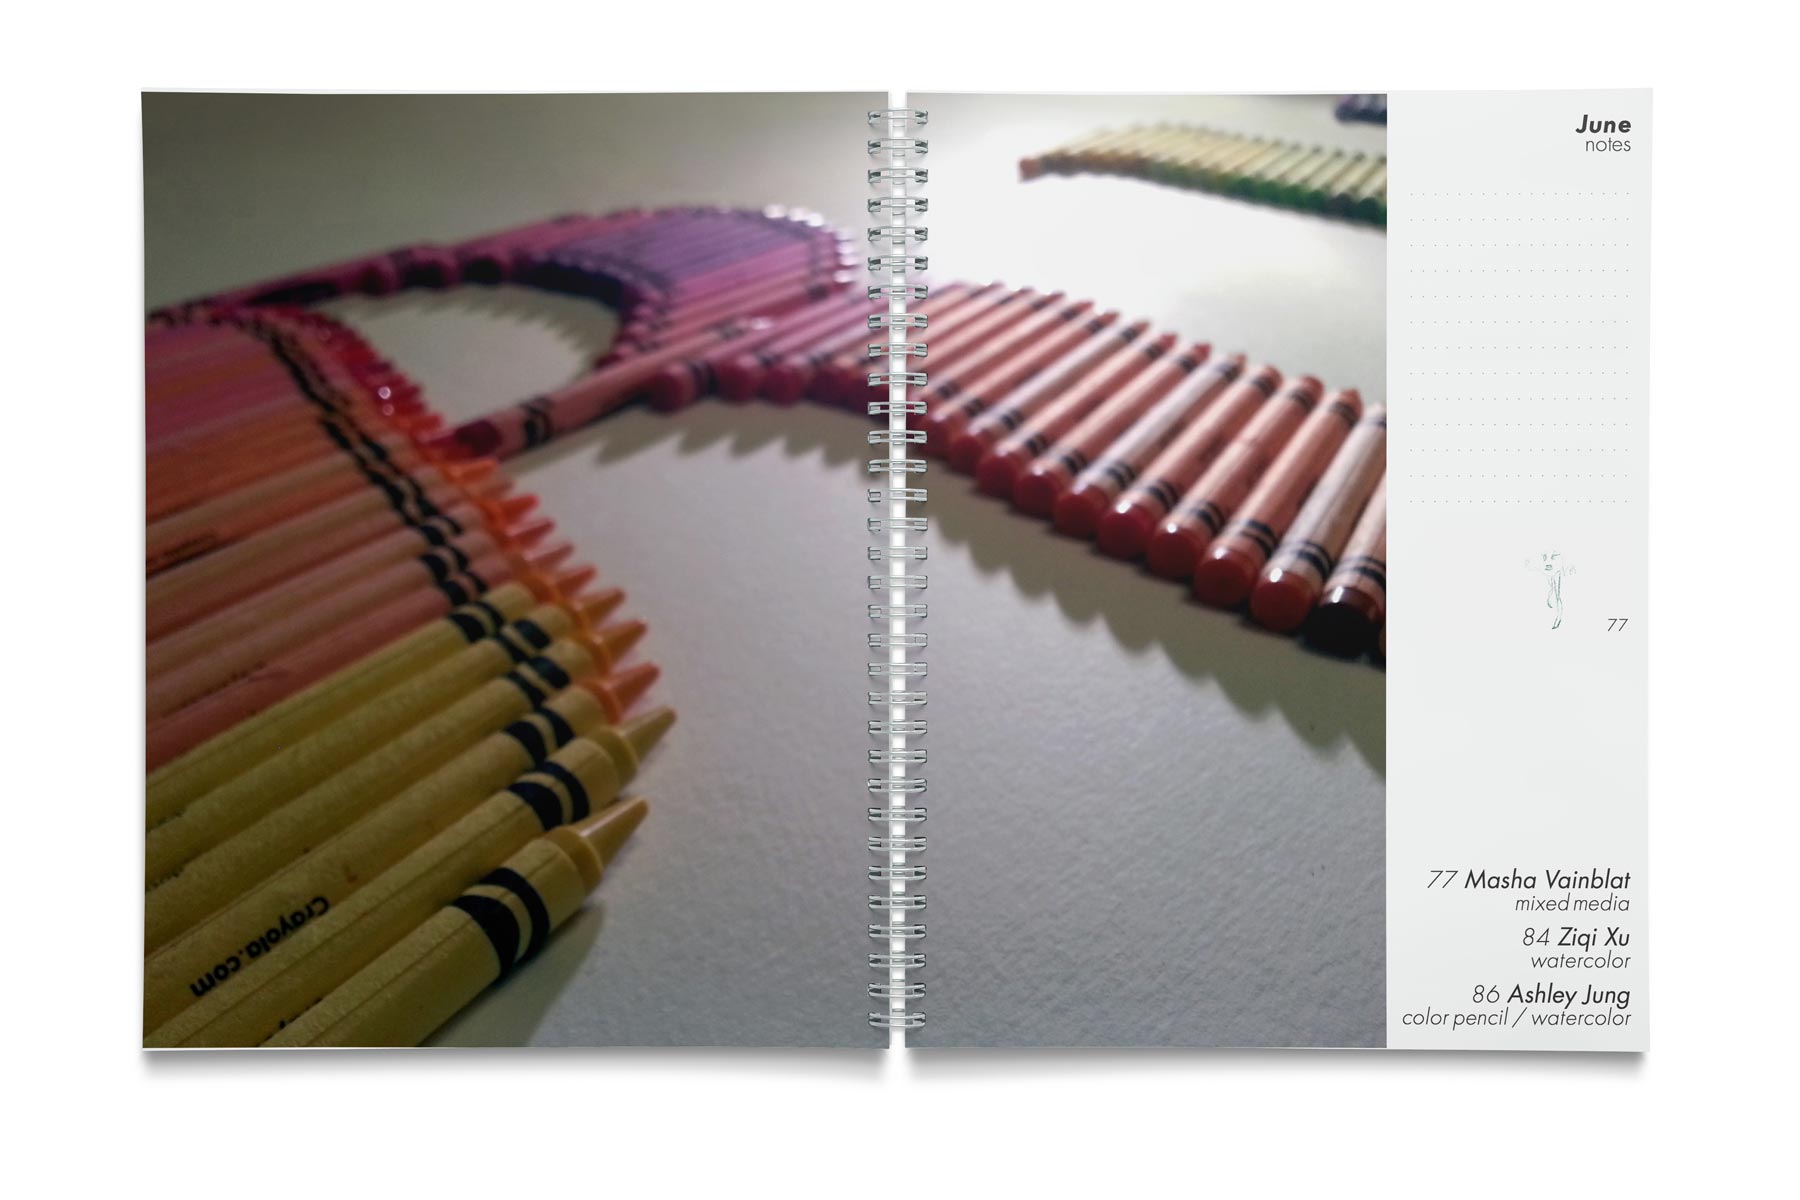 June
notes
77
77 Masha Vainblat
mixed media
84 Ziqi Xu
watercolor
86 Ashley Jung
color pencil / watercolor
Crayola.com